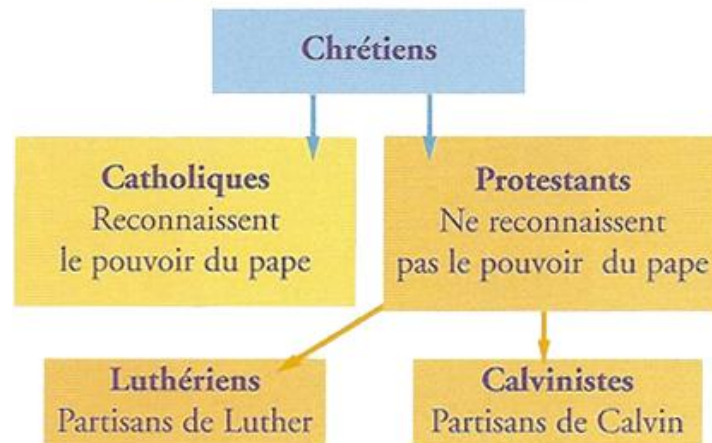 Chrétiens
Catholiques
Reconnaissent
le pouvoir du pape
Protestants
Ne reconnaissent
pas le pouvoir du pape
Luthériens
Partisans de Luther
Calvinistes
Partisans de Calvin